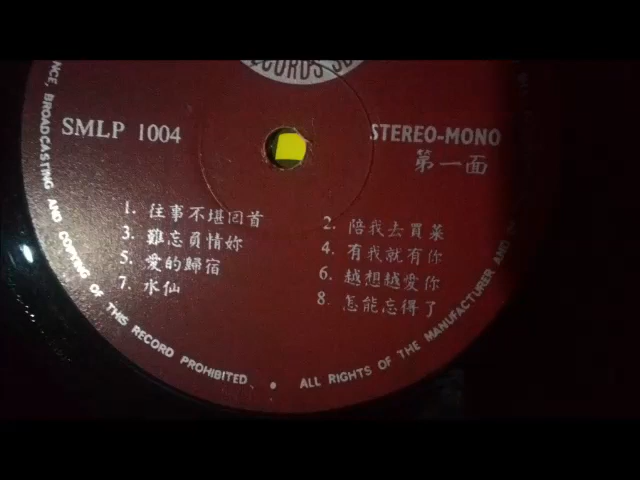 RECORDS
SMLP 1004
STEREO-MONO
第一面
1. 往事不堪回首
2. 陪我去買菜
3. 難忘負情妳
4. 有我就有你
5. 愛的歸宿
6. 越想越愛你
7. 水仙
8. 怎能忘得了
BROADCASTING AND COPYING OF THIS RECORD PROHIBITED. ● ALL RIGHTS OF THE MANUFACTURER AND